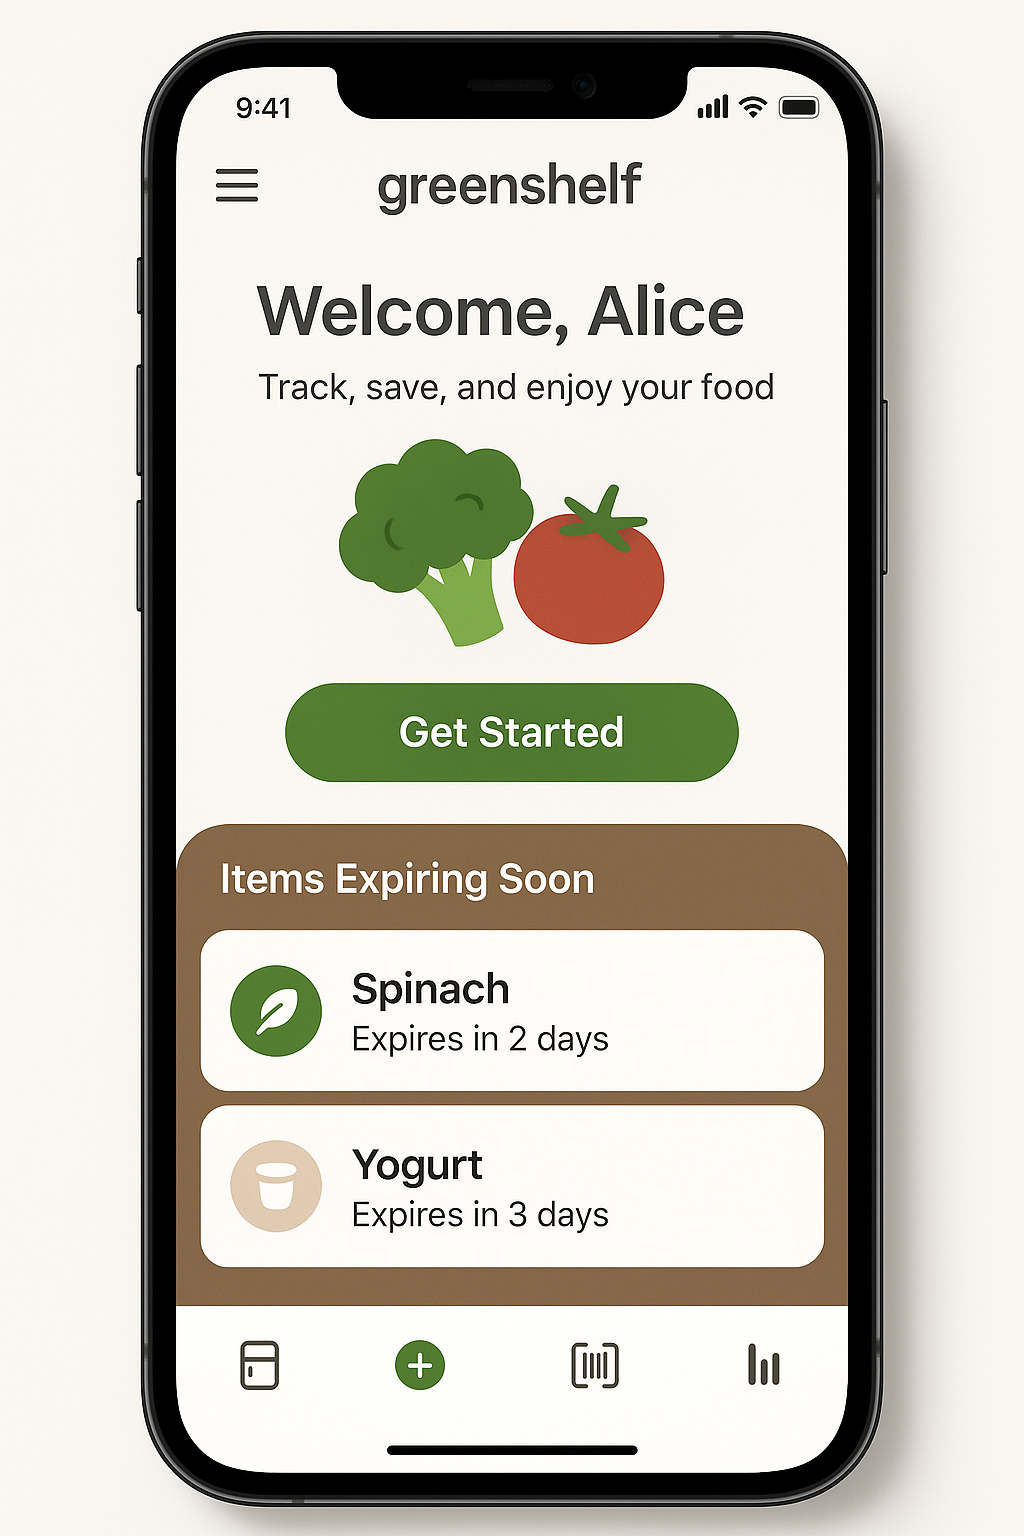 9:41
greenshelf
Welcome, Alice
Track, save, and enjoy your food
Get Started
Items Expiring Soon
Spinach
Expires in 2 days
Yogurt
Expires in 3 days